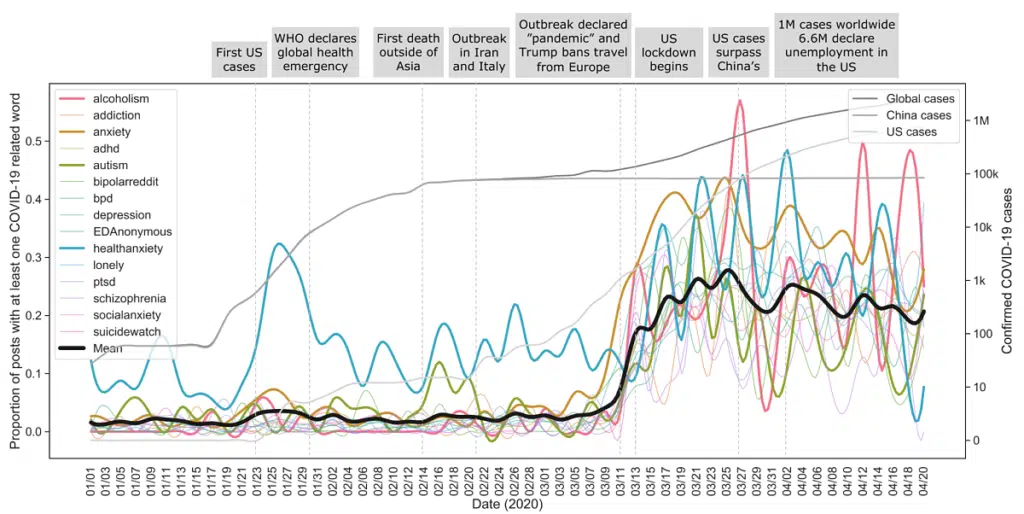 First US
cases
WHO declares
global health
emergency
First death
outside of
Asia
Outbreak
in Iran
and Italy
Outbreak declared
”pandemic” and
Trump bans travel
from Europe
US
lockdown
begins
US cases
surpass
China’s
1M cases worldwide
6.6M declare
unemployment in
the US
Proportion of posts with at least one COVID-19 related word
0.5
0.4
0.3
0.2
0.1
0.0
alcoholism
addiction
anxiety
adhd
autism
bipolarreddit
bpd
depression
EDAnonymous
healthanxiety
lonely
ptsd
schizophrenia
socialanxiety
suicidewatch
Mean
Global cases
China cases
US cases
1M
100k
10k
1k
100
10
0
Confirmed COVID-19 cases
01/01
01/03
01/05
01/07
01/09
01/11
01/13
01/15
01/17
01/19
01/21
01/23
01/25
01/27
01/29
01/31
02/02
02/04
02/06
02/08
02/10
02/12
02/14
02/16
02/18
02/20
02/22
02/24
02/26
02/28
03/01
03/03
03/05
03/07
03/09
03/11
03/13
03/15
03/17
03/19
03/21
03/23
03/25
03/27
03/29
03/31
04/02
04/04
04/06
04/08
04/10
04/12
04/14
04/16
04/18
04/20
Date (2020)